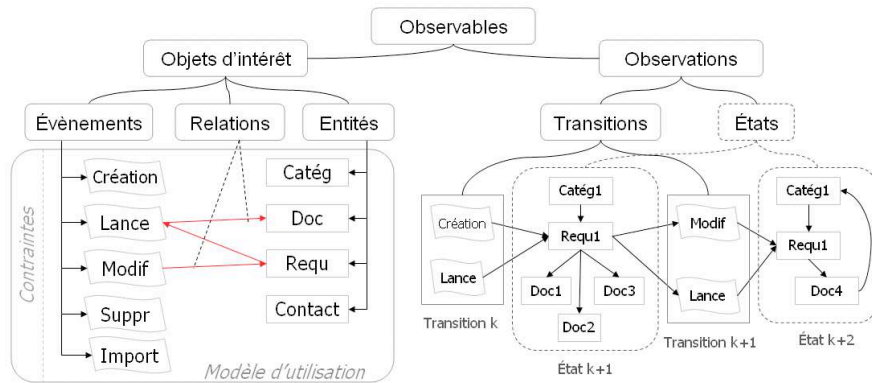 Observables
Objets d'intérêt
Observations
Évènements
Relations
Entités
Transitions
États
Contraintes
Création
Lance
Modif
Suppr
Import
Catég
Doc
Requ
Contact
Modèle d'utilisation
Création
Lance
Transition k
Catég1
Requ1
Doc1
Doc3
Doc2
État k+1
Modif
Lance
Transition k+1
Catég1
Requ1
Doc4
État k+2